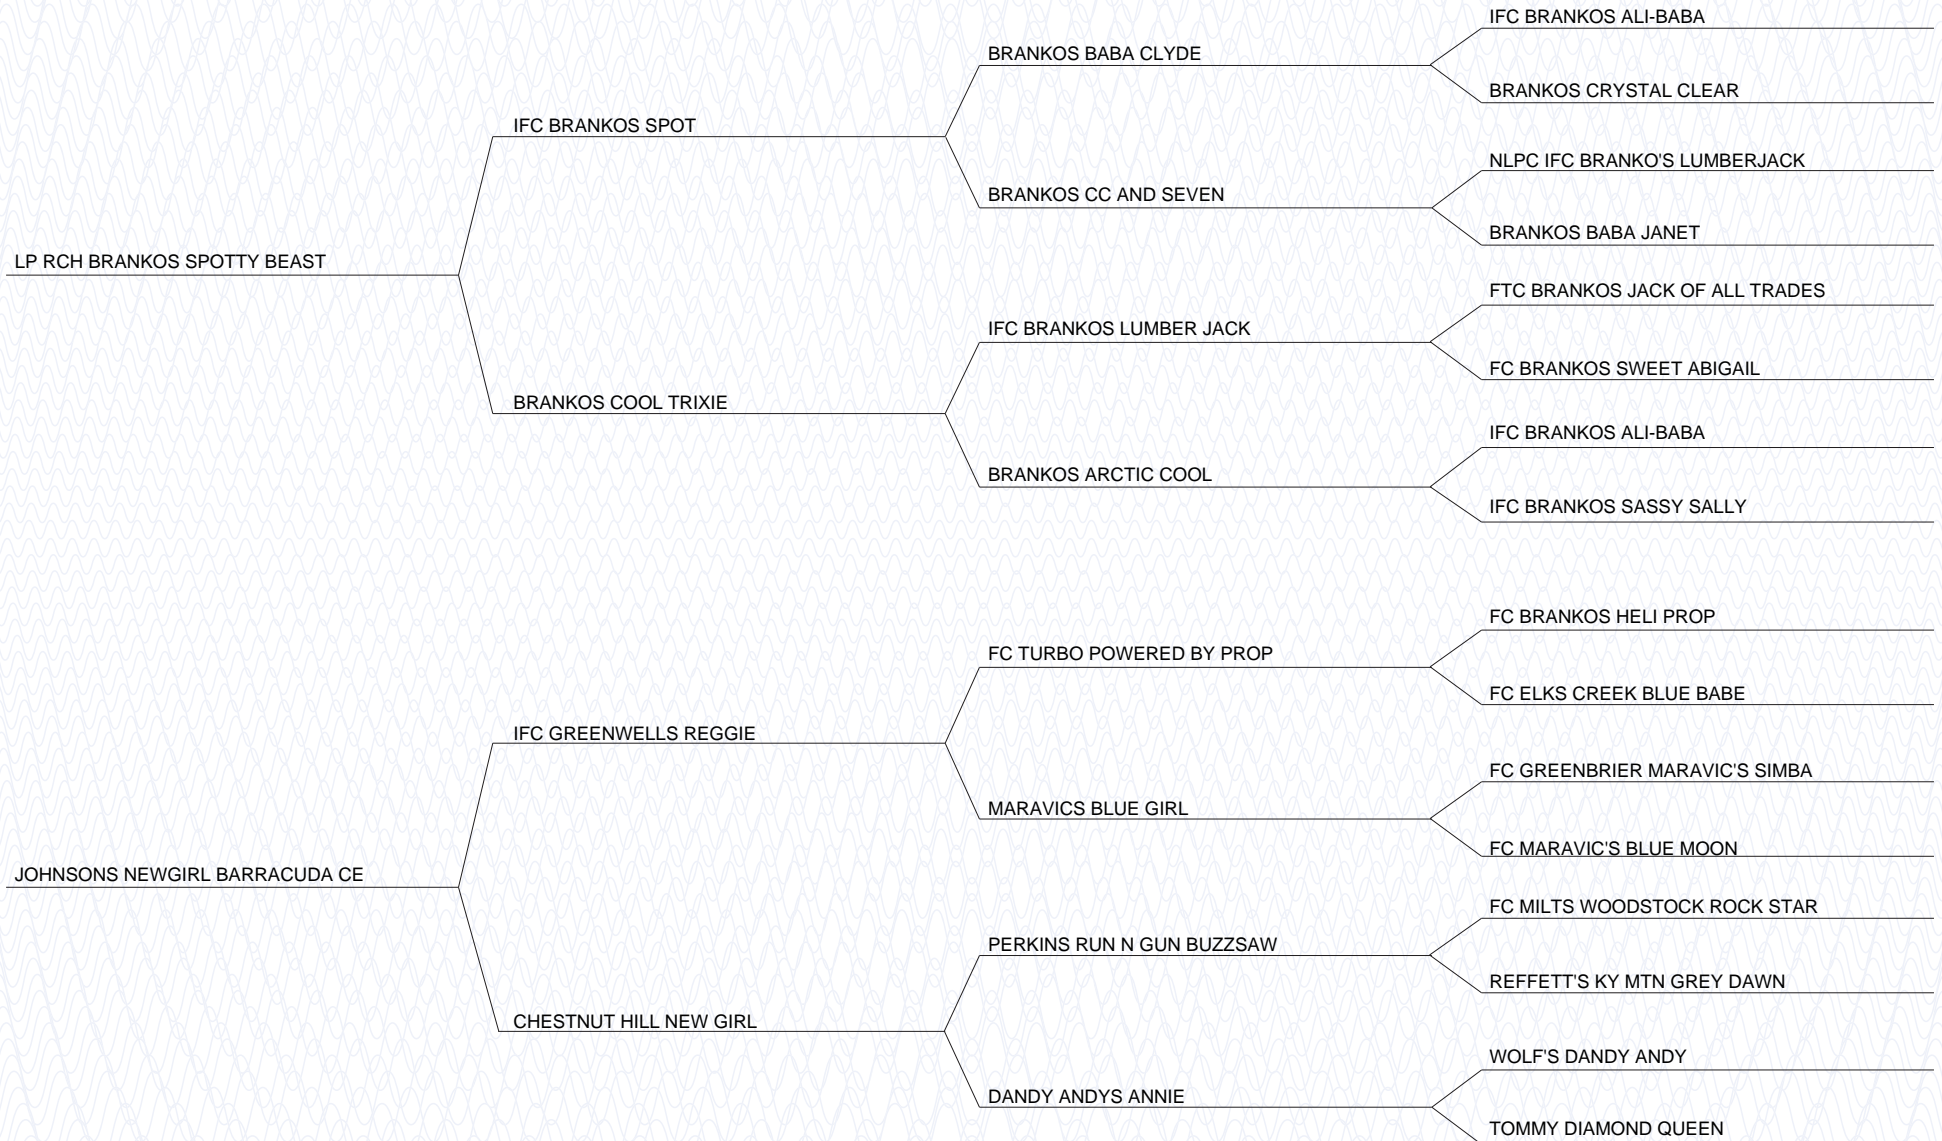 IFC BRANKOS ALI-BABA
BRANKOS BABA CLYDE
BRANKOS CRYSTAL CLEAR
IFC BRANKOS SPOT
NLPC IFC BRANKO'S LUMBERJACK
BRANKOS CC AND SEVEN
BRANKOS BABA JANET
LP RCH BRANKOS SPOTTY BEAST
FTC BRANKOS JACK OF ALL TRADES
IFC BRANKOS LUMBER JACK
FC BRANKOS SWEET ABIGAIL
BRANKOS COOL TRIXIE
IFC BRANKOS ALI-BABA
BRANKOS ARCTIC COOL
IFC BRANKOS SASSY SALLY
FC BRANKOS HELI PROP
FC TURBO POWERED BY PROP
FC ELKS CREEK BLUE BABE
IFC GREENWELLS REGGIE
FC GREENBRIER MARAVIC'S SIMBA
MARAVICS BLUE GIRL
FC MARAVIC'S BLUE MOON
JOHNSONS NEWGIRL BARRACUDA CE
FC MILTS WOODSTOCK ROCK STAR
PERKINS RUN N GUN BUZZSAW
REFFETT'S KY MTN GREY DAWN
CHESTNUT HILL NEW GIRL
WOLF'S DANDY ANDY
DANDY ANDYS ANNIE
TOMMY DIAMOND QUEEN